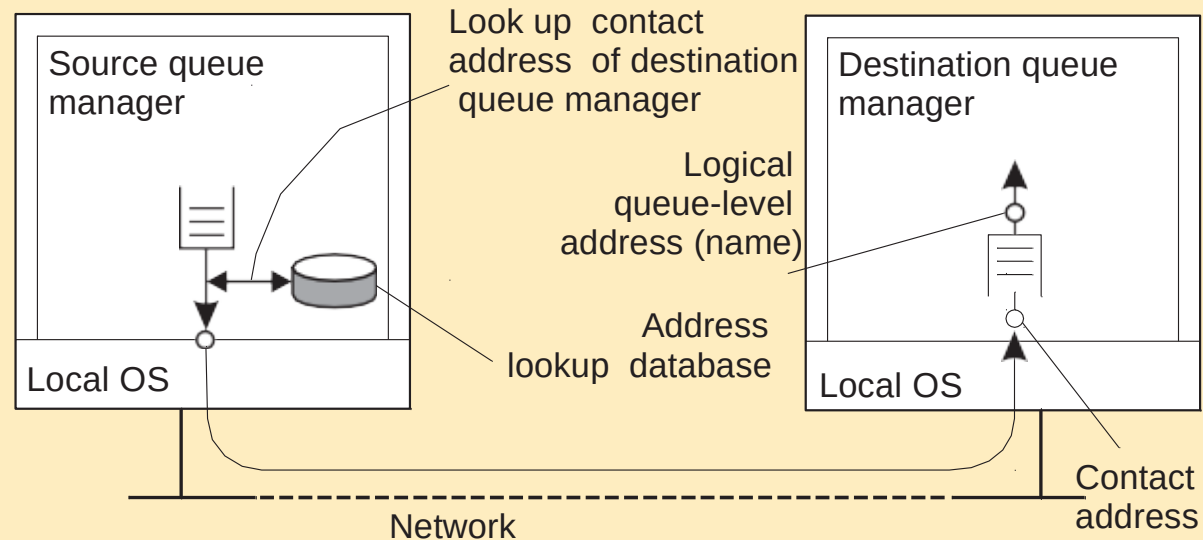 Source queue
manager
Look up contact
address of destination
queue manager
Destination queue
manager
Logical
queue-level
address (name)
Address
lookup database
Local OS
Local OS
Contact
address
Network